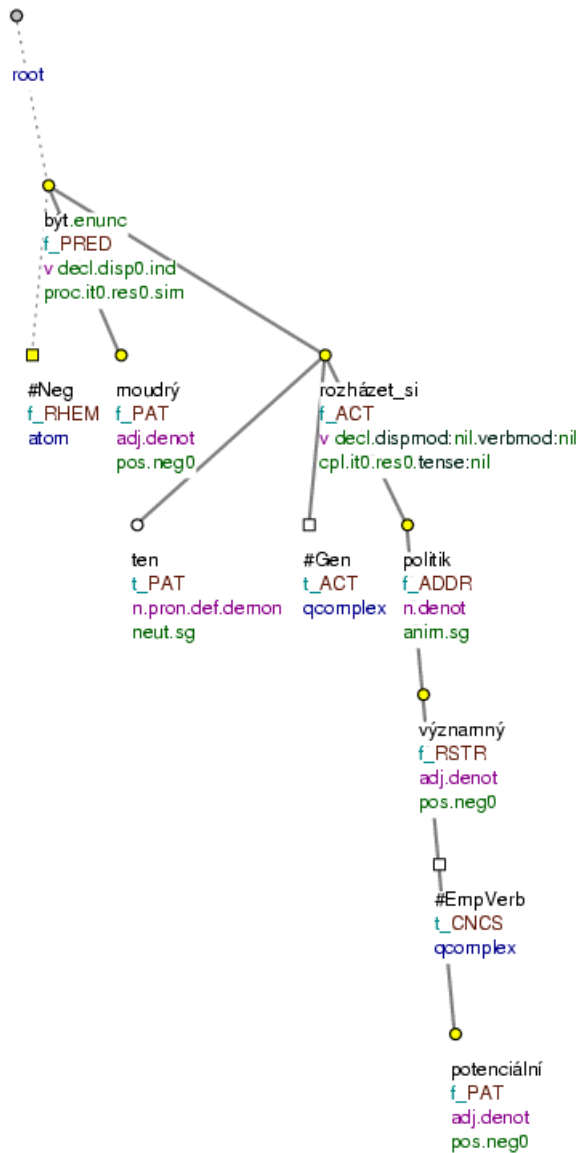 root
být.enunc
f_PRED
v decl.disp0.ind
proc.it0.res0.sim
#Neg
f_RHEM
atom
moudrý
f_PAT
adj.denot
pos.neg0
rozházet_si
f_ACT
v decl.dispmod:nil.verbmod:nil
cpl.it0.res0.tense:nil
ten
t_PAT
n.pron.def.demon
neut.sg
#Gen
t_ACT
qcomplex
politik
f_ADDR
n.denot
anim.sg
významný
f_RSTR
adj.denot
pos.neg0
#EmpVerb
t_CNCS
qcomplex
potenciální
f_PAT
adj.denot
pos.neg0